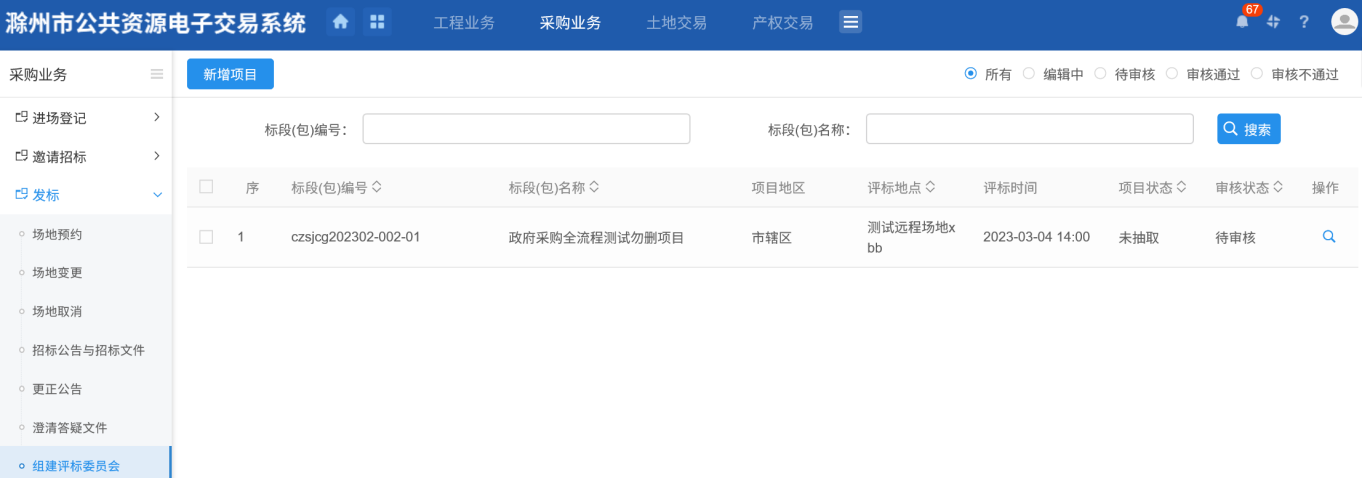 滁州市公共资源电子交易系统 工程业务 采购业务 土地交易 产权交易 67 ?
采购业务
新增项目 所有 编辑中 待审核 审核通过 审核不通过
进场登记
邀请招标
发标
场地预约
场地变更
场地取消
招标公告与招标文件
更正公告
澄清答疑文件
组建评标委员会
标段(包)编号: 标段(包)名称: 搜索
序 标段(包)编号 标段(包)名称 项目地区 评标地点 评标时间 项目状态 审核状态 操作
1 czsjcg202302-002-01 政府采购全流程测试勿删项目 市辖区 测试远程场地x 2023-03-04 14:00 未抽取 待审核
bb